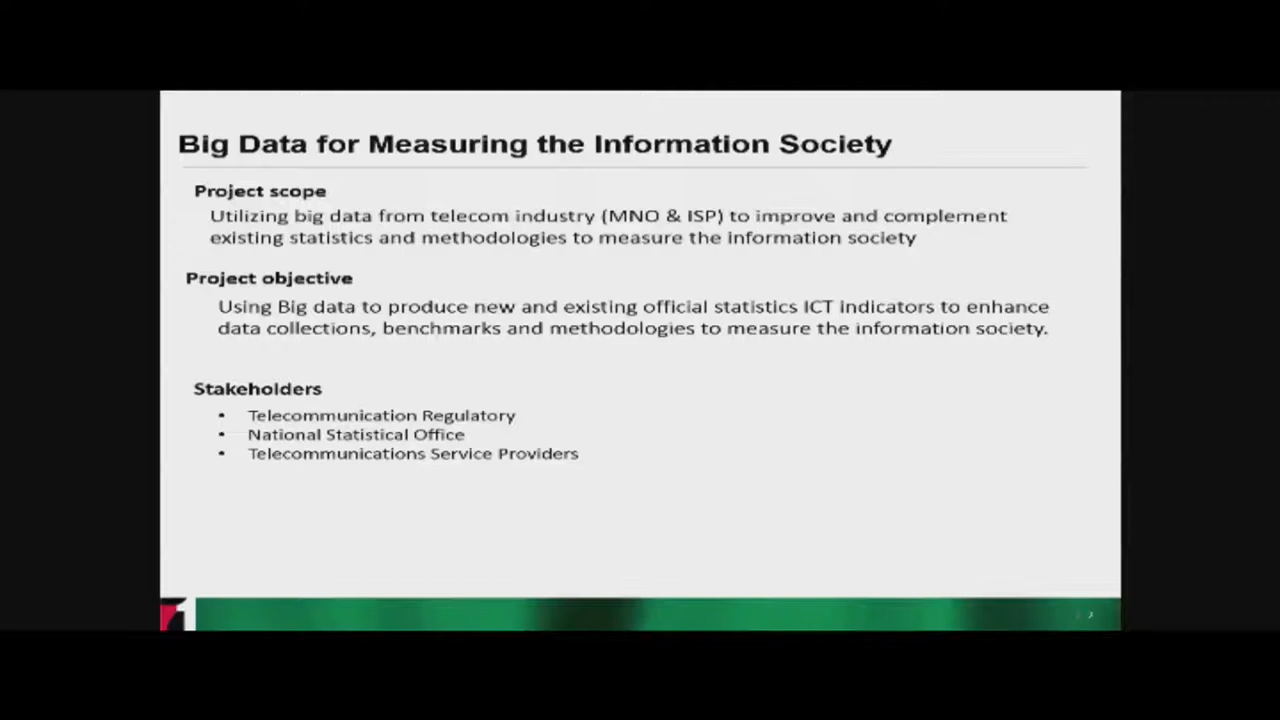 Big Data for Measuring the Information Society
Project scope
Utilizing big data from telecom industry (MNO & ISP) to improve and complement
existing statistics and methodologies to measure the information society
Project objective
Using Big data to produce new and existing official statistics ICT indicators to enhance
data collections, benchmarks and methodologies to measure the information society.
Stakeholders
• Telecommunication Regulatory
• National Statistical Office
• Telecommunications Service Providers